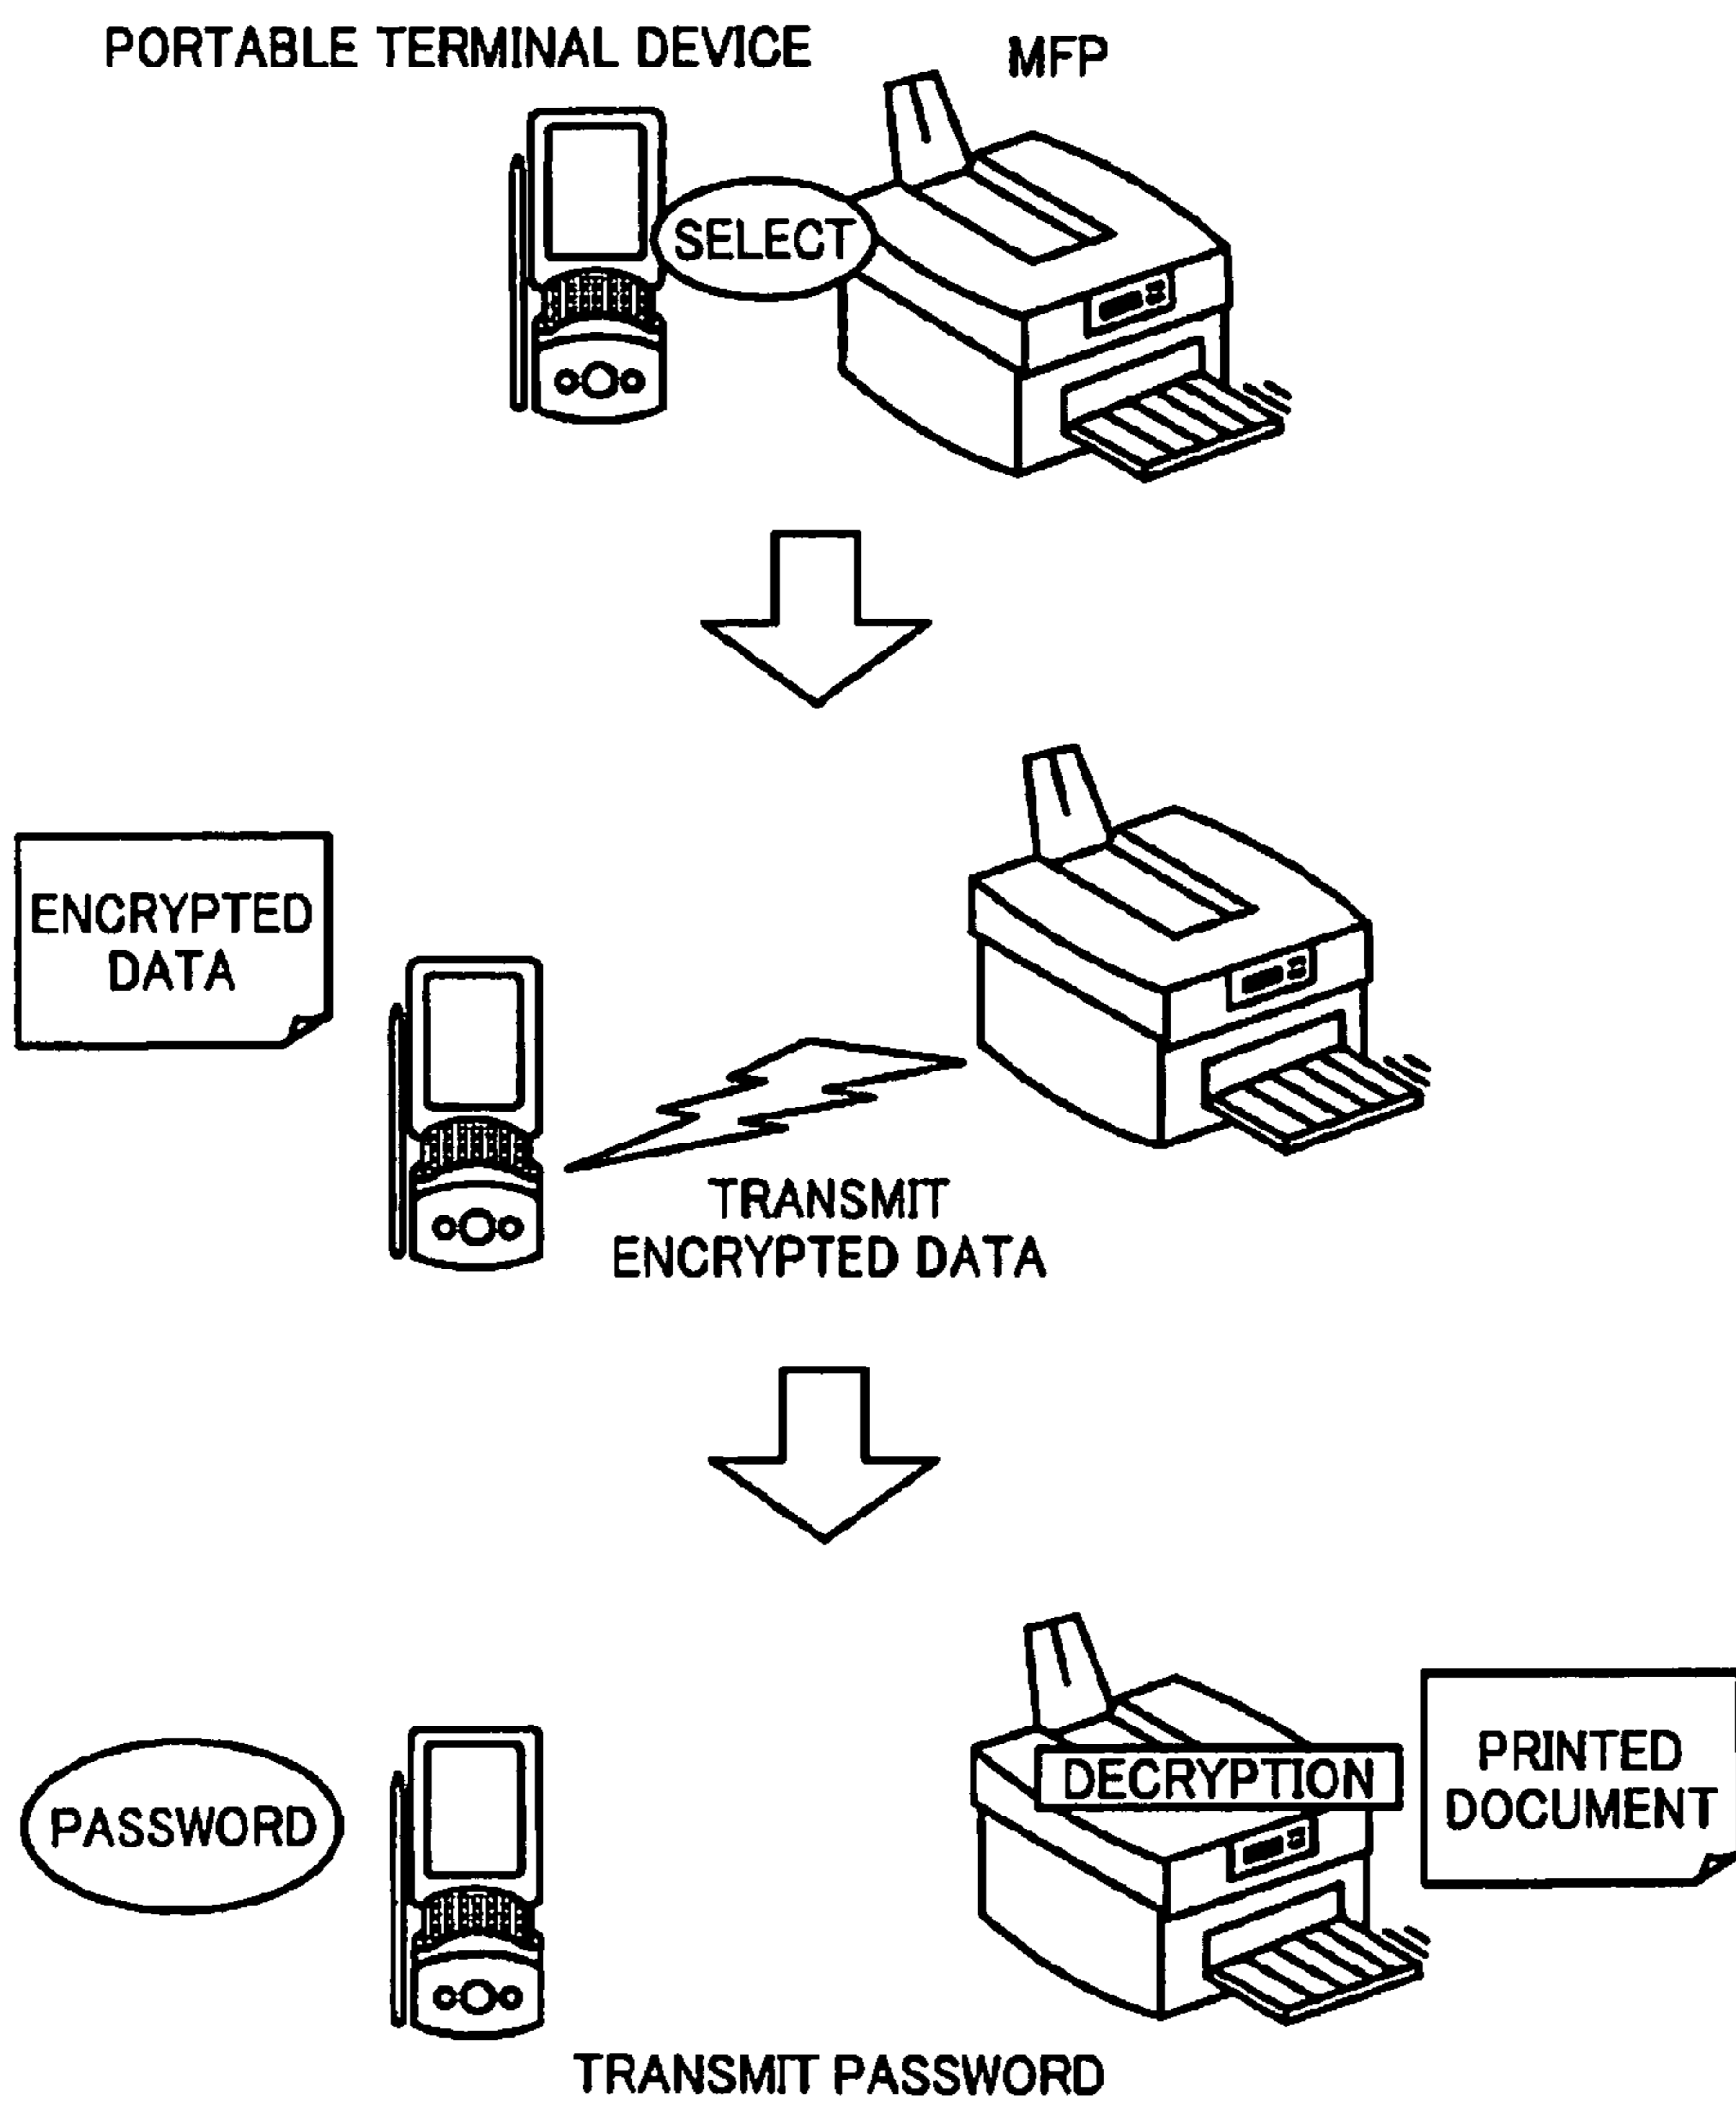 PORTABLE TERMINAL DEVICE
MFP
SELECT
ENCRYPTED
DATA
TRANSMIT
ENCRYPTED DATA
PASSWORD
DECRYPTION
PRINTED
DOCUMENT
TRANSMIT PASSWORD